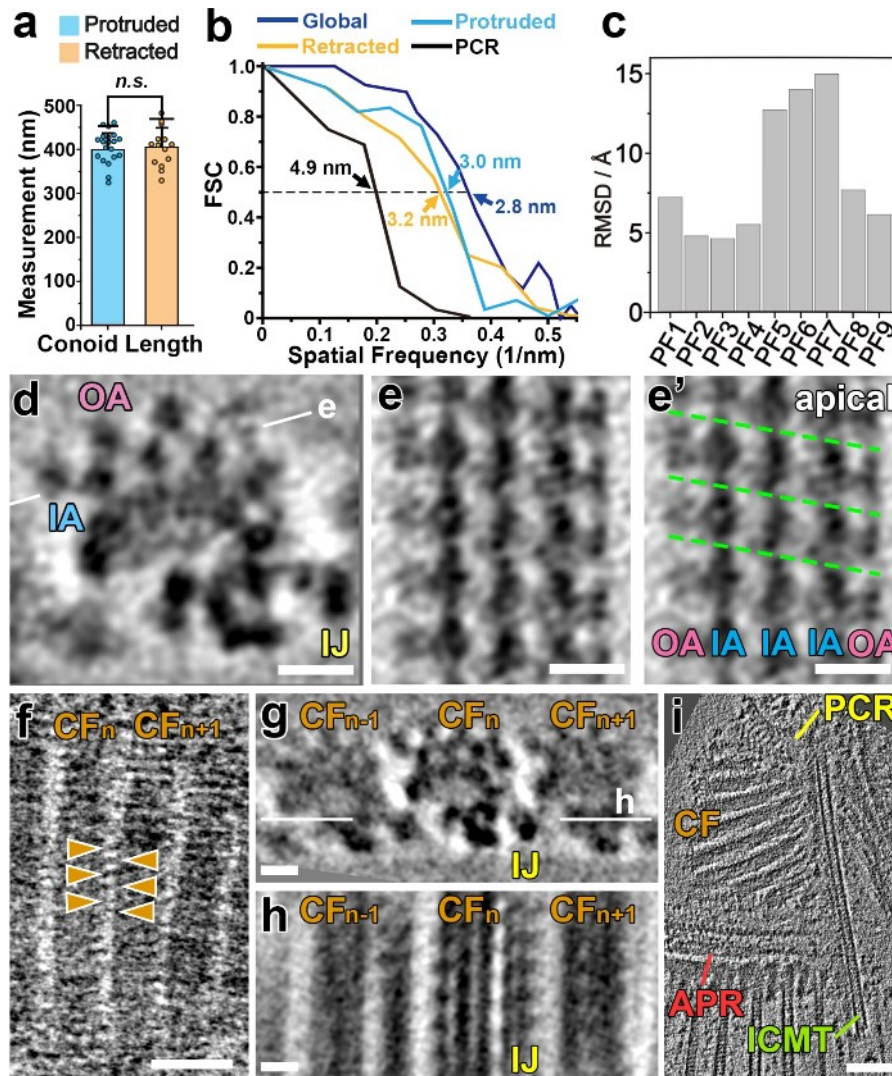 a
Protruded
Retracted
n.s.
Measurement (nm)
500
400
300
200
100
0
Conoid Length
b
Global
Protruded
Retracted
PCR
FSC
1.0
0.8
0.6
0.4
0.2
0
4.9 nm
3.0 nm
3.2 nm
2.8 nm
0 0.1 0.2 0.3 0.4 0.5
Spatial Frequency (1/nm)
c
RMSD / Å
15
10
5
0
PF1 PF2 PF3 PF4 PF5 PF6 PF7 PF8 PF9
d
OA
e
IA
IJ
e
e’
apical
OA IA IA IA OA
f
CFn CFn+1
g
CFn-1 CFn CFn+1
h
IJ
h
CFn-1 CFn CFn+1
IJ
i
PCR
CF
APR
ICMT